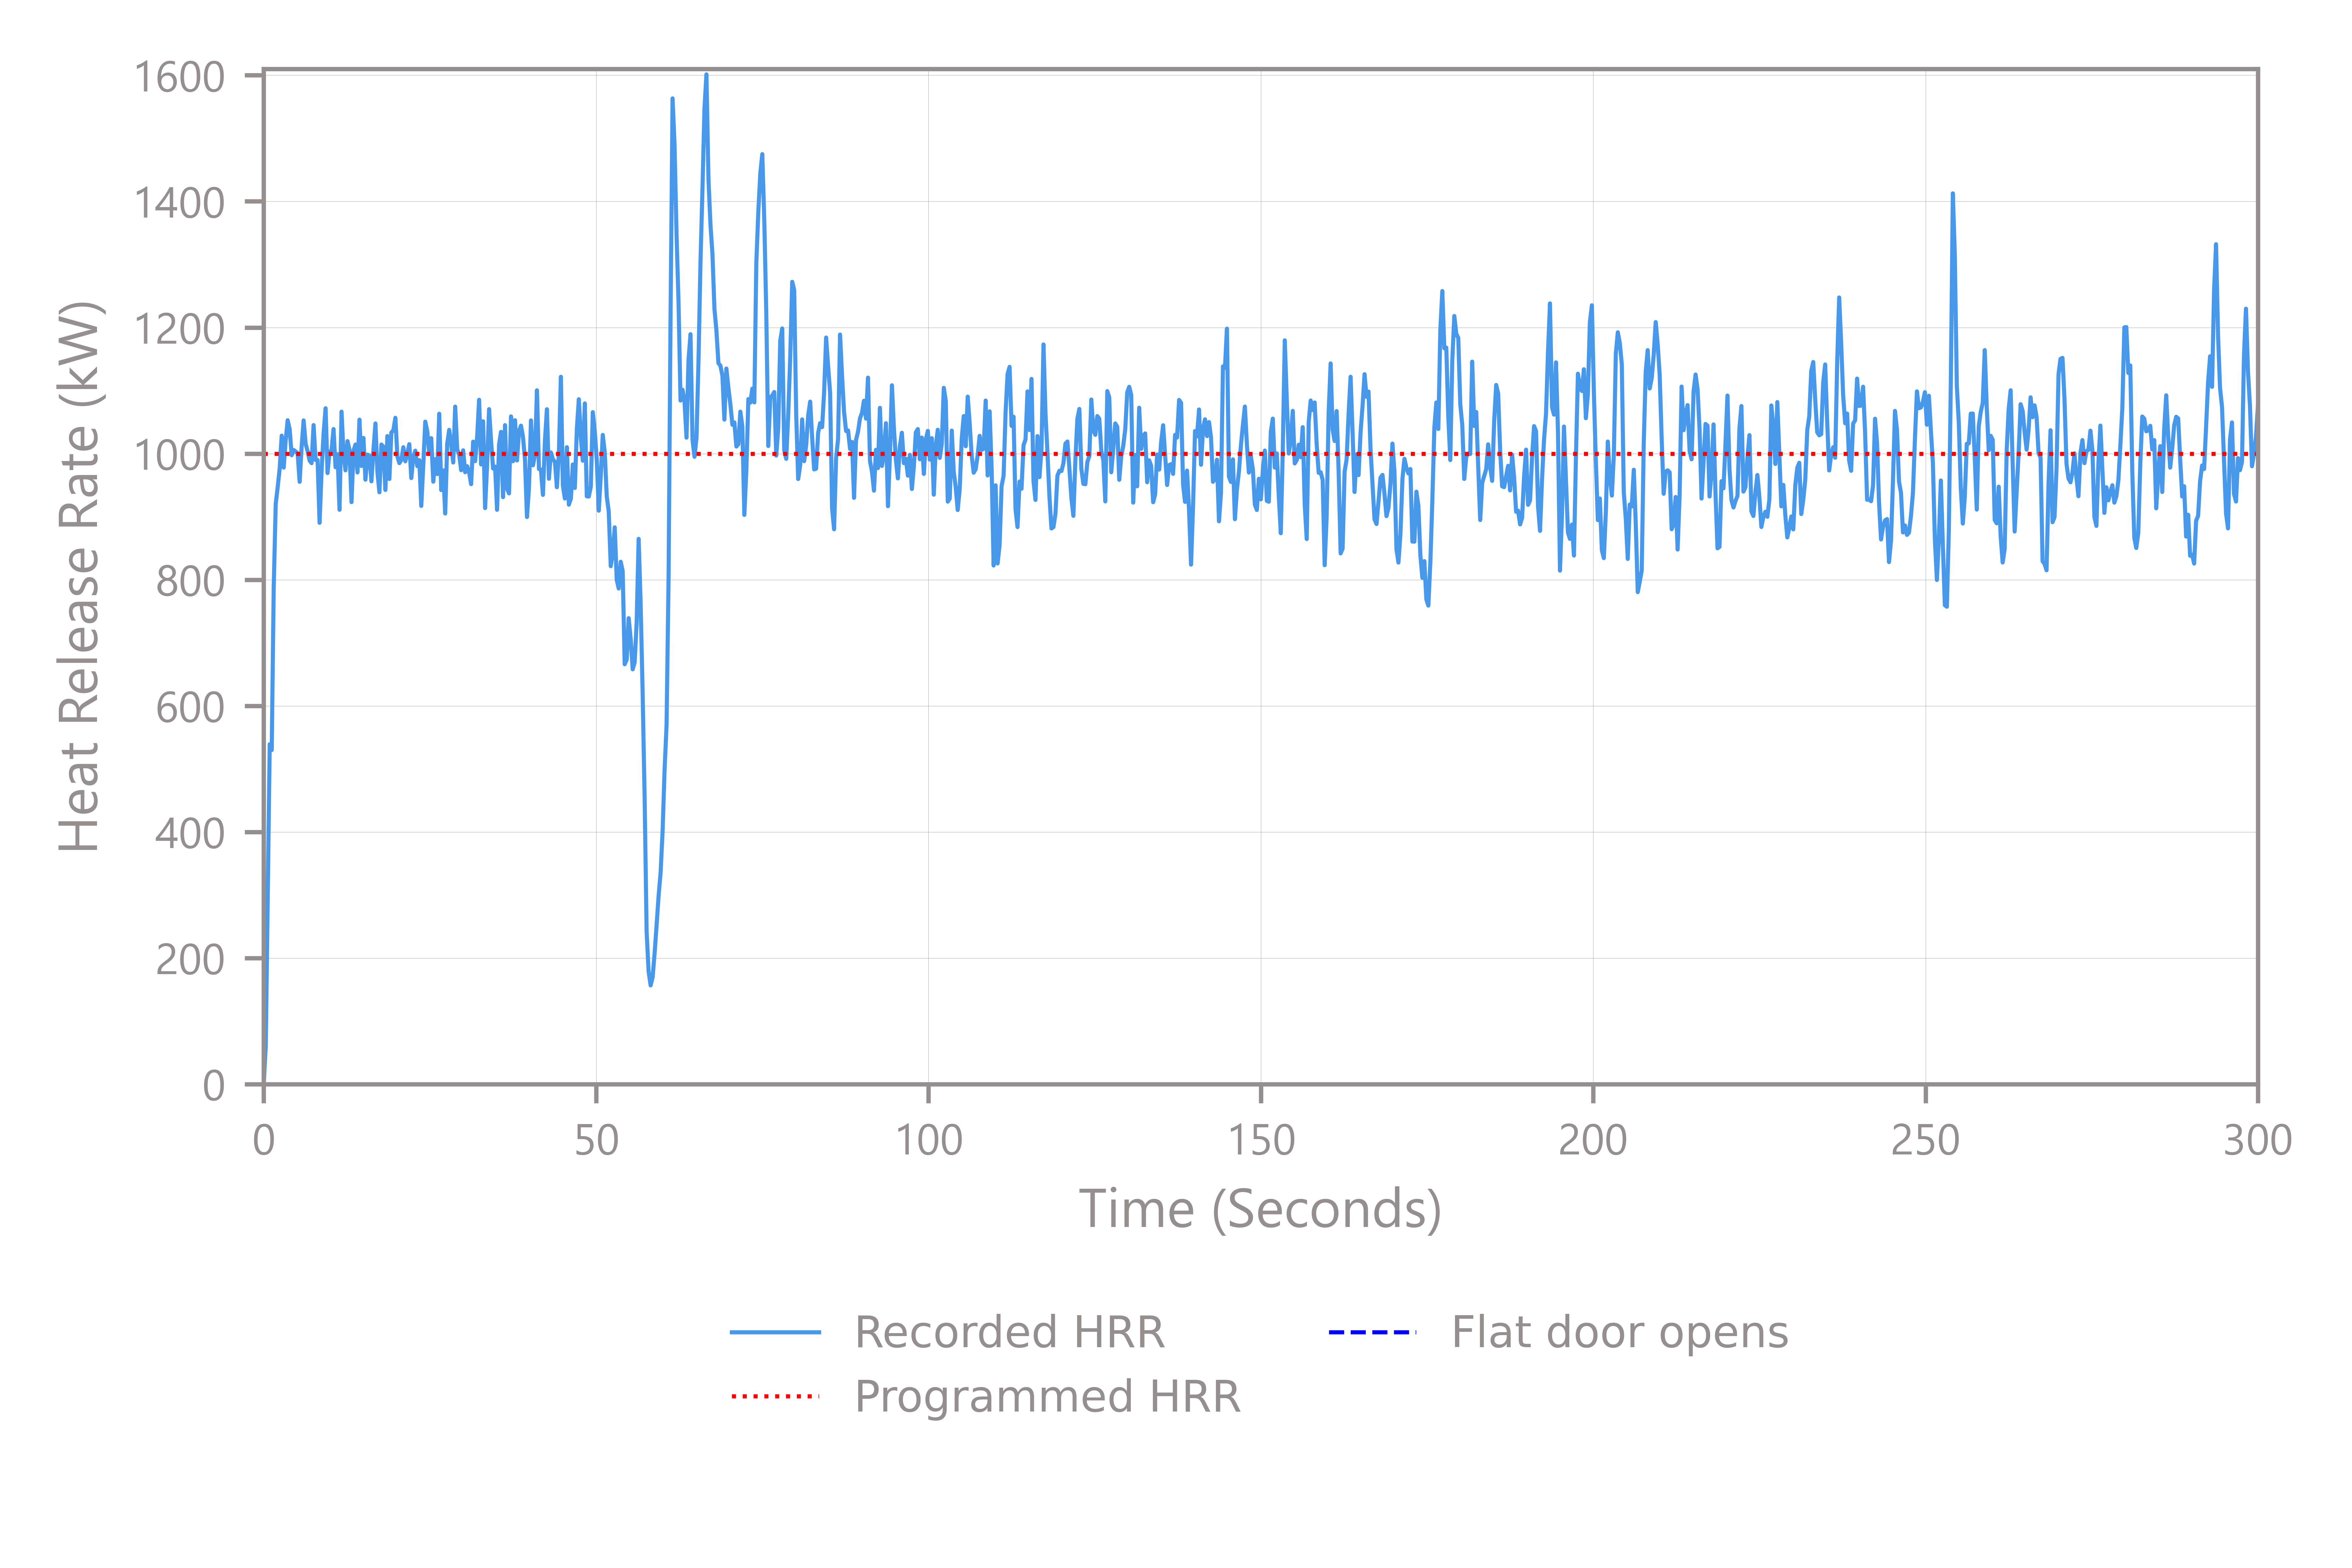 1600
1400
1200
1000
800
600
400
200
0
Heat Release Rate (kW)
0 50 100 150 200 250 300
Time (Seconds)
Recorded HRR Flat door opens
Programmed HRR